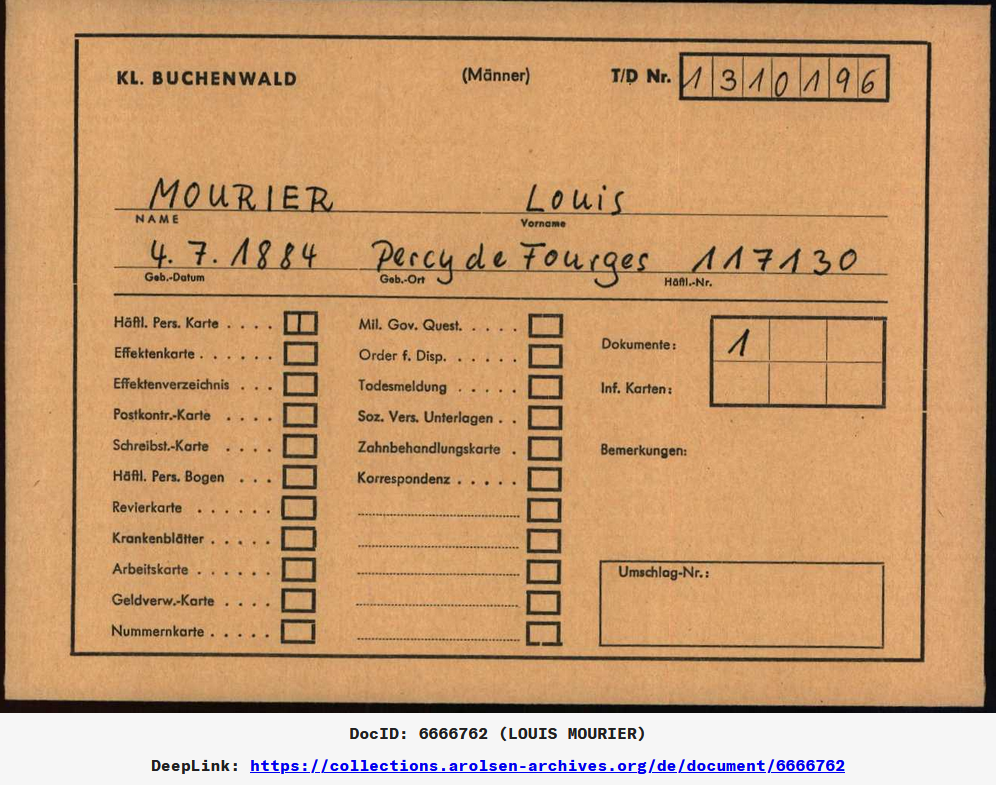 KL. BUCHENWALD (Männer) T/D Nr. 1310196
MOURIER Louis
NAME Vorname
4. 7. 1884 Percy de Fourges 117130
Geb.-Datum Geb.-Ort Häftl.-Nr.
Häftl. Pers. Karte . . . . I Mil. Gov. Quest. . . . . .
Effektenkarte . . . . . . Order f. Disp. . . . . . .
Dokumente: 1
Effektenverzeichnis . . . Todesmeldung . . . . .
Inf. Karten:
Postkontr.-Karte . . . . Soz. Vers. Unterlagen . .
Schreibst.-Karte . . . . Zahnbehandlungskarte .
Bemerkungen:
Häftl. Pers. Bogen . . . Korrespondenz . . . . .
Revierkarte . . . . . .
Krankenblätter . . . . .
Arbeitskarte . . . . . .
Umschlag-Nr.:
Geldverw.-Karte . . . .
Nummernkarte . . . . .
DocID: 6666762 (LOUIS MOURIER)
DeepLink: https://collections.arolsen-archives.org/de/document/6666762